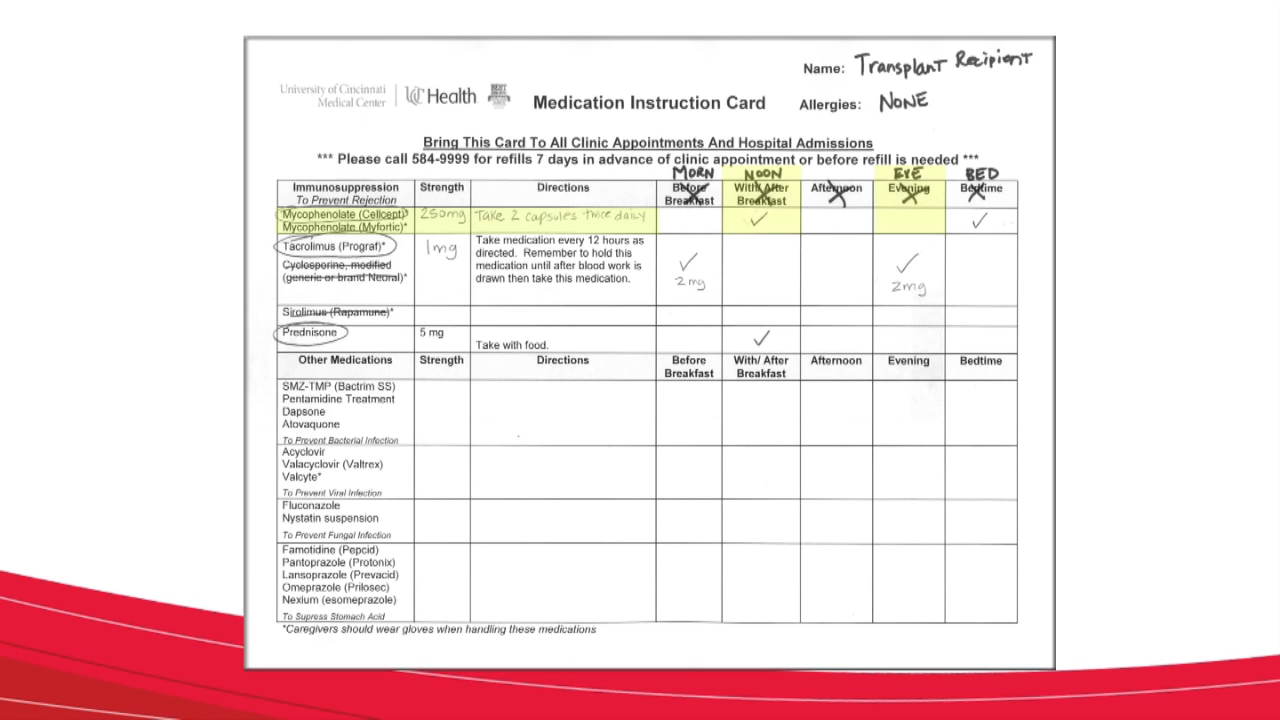 Name: Transplant Recipient
University of Cincinnati
Medical Center
UC Health
Medication Instruction Card
Allergies: NONE
Bring This Card To All Clinic Appointments And Hospital Admissions
*** Please call 584-9999 for refills 7 days in advance of clinic appointment or before refill is needed ***
MORN NOON EVE BED
Immunosuppression Strength Directions Before With/ After Afternoon Evening Bedtime
To Prevent Rejection Breakfast Breakfast
Mycophenolate (Cellcept)* 250mg Take 2 capsules twice daily ✓ ✓
Mycophenolate (Myfortic)*
Tacrolimus (Prograf)* 1mg Take medication every 12 hours as
directed. Remember to hold this
Cyclosporine, modified medication until after blood work is ✓ ✓
(generic or brand Neoral)* drawn then take this medication. 2mg 2mg
Sirolimus (Rapamune)*
Prednisone 5 mg ✓
Take with food.
Other Medications Strength Directions Before With/ After Afternoon Evening Bedtime
Breakfast Breakfast
SMZ-TMP (Bactrim SS)
Pentamidine Treatment
Dapsone
Atovaquone
To Prevent Bacterial Infection
Acyclovir
Valacyclovir (Valtrex)
Valcyte*
To Prevent Viral Infection
Fluconazole
Nystatin suspension
To Prevent Fungal Infection
Famotidine (Pepcid)
Pantoprazole (Protonix)
Lansoprazole (Prevacid)
Omeprazole (Prilosec)
Nexium (esomeprazole)
To Supress Stomach Acid
*Caregivers should wear gloves when handling these medications